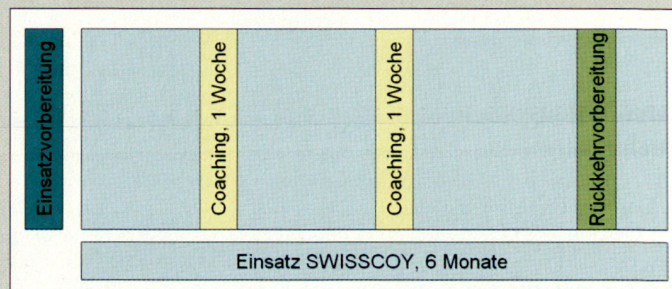 Einsatzvorbereitung
Coaching, 1 Woche
Coaching, 1 Woche
Rückkehrvorbereitung
Einsatz SWISSCOY, 6 Monate